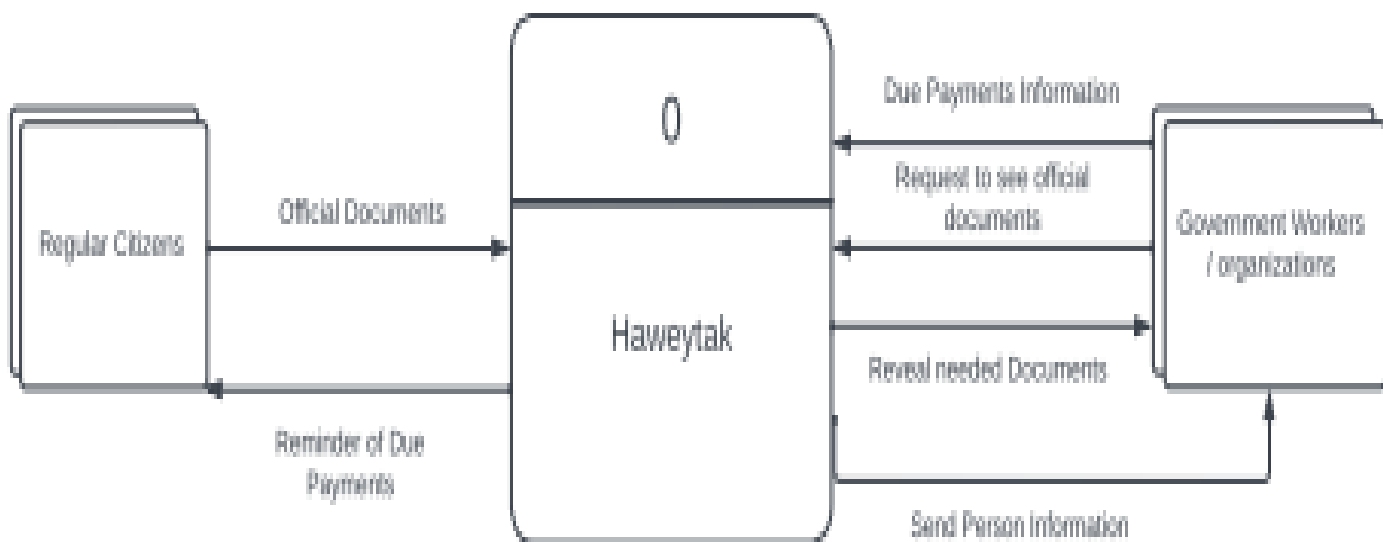 0
Due Payments Information
Request to see official
documents
Official Documents
Regular Citizens
Government Workers
/ organizations
Haweytak
Reveal needed Documents
Reminder of Due
Payments
Send Person Information